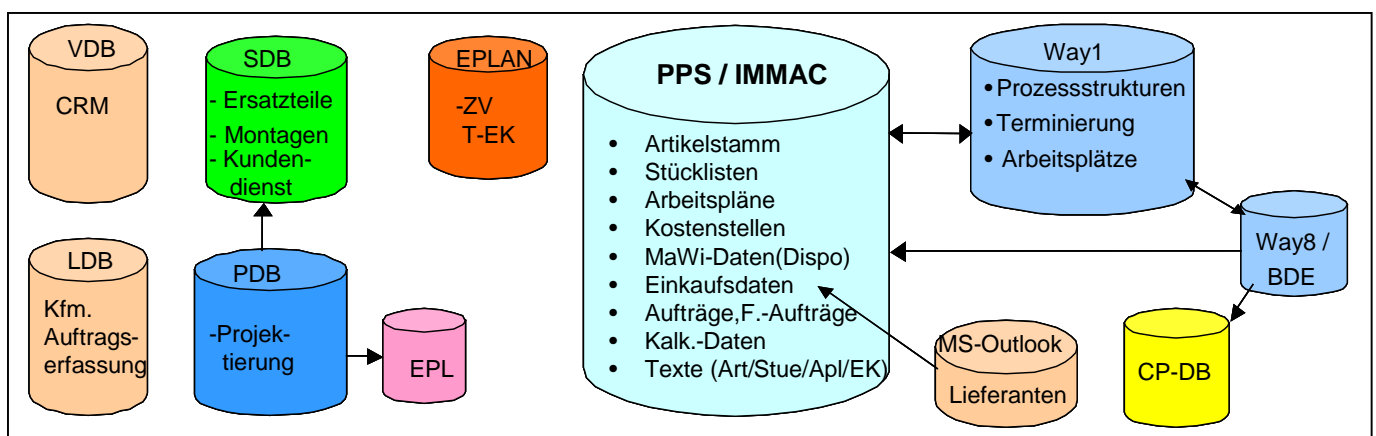 VDB
CRM
SDB
- Ersatzteile
- Montagen
- Kunden-
dienst
EPLAN
-ZV
T-EK
PPS / IMMAC
• Artikelstamm
• Stücklisten
• Arbeitspläne
• Kostenstellen
• MaWi-Daten(Dispo)
• Einkaufsdaten
• Aufträge,F.-Aufträge
• Kalk.-Daten
• Texte (Art/Stue/Apl/EK)
Way1
• Prozessstrukturen
• Terminierung
• Arbeitsplätze
Way8 /
BDE
LDB
Kfm.
Auftrags-
erfassung
PDB
-Projek-
tierung
EPL
MS-Outlook
Lieferanten
CP-DB